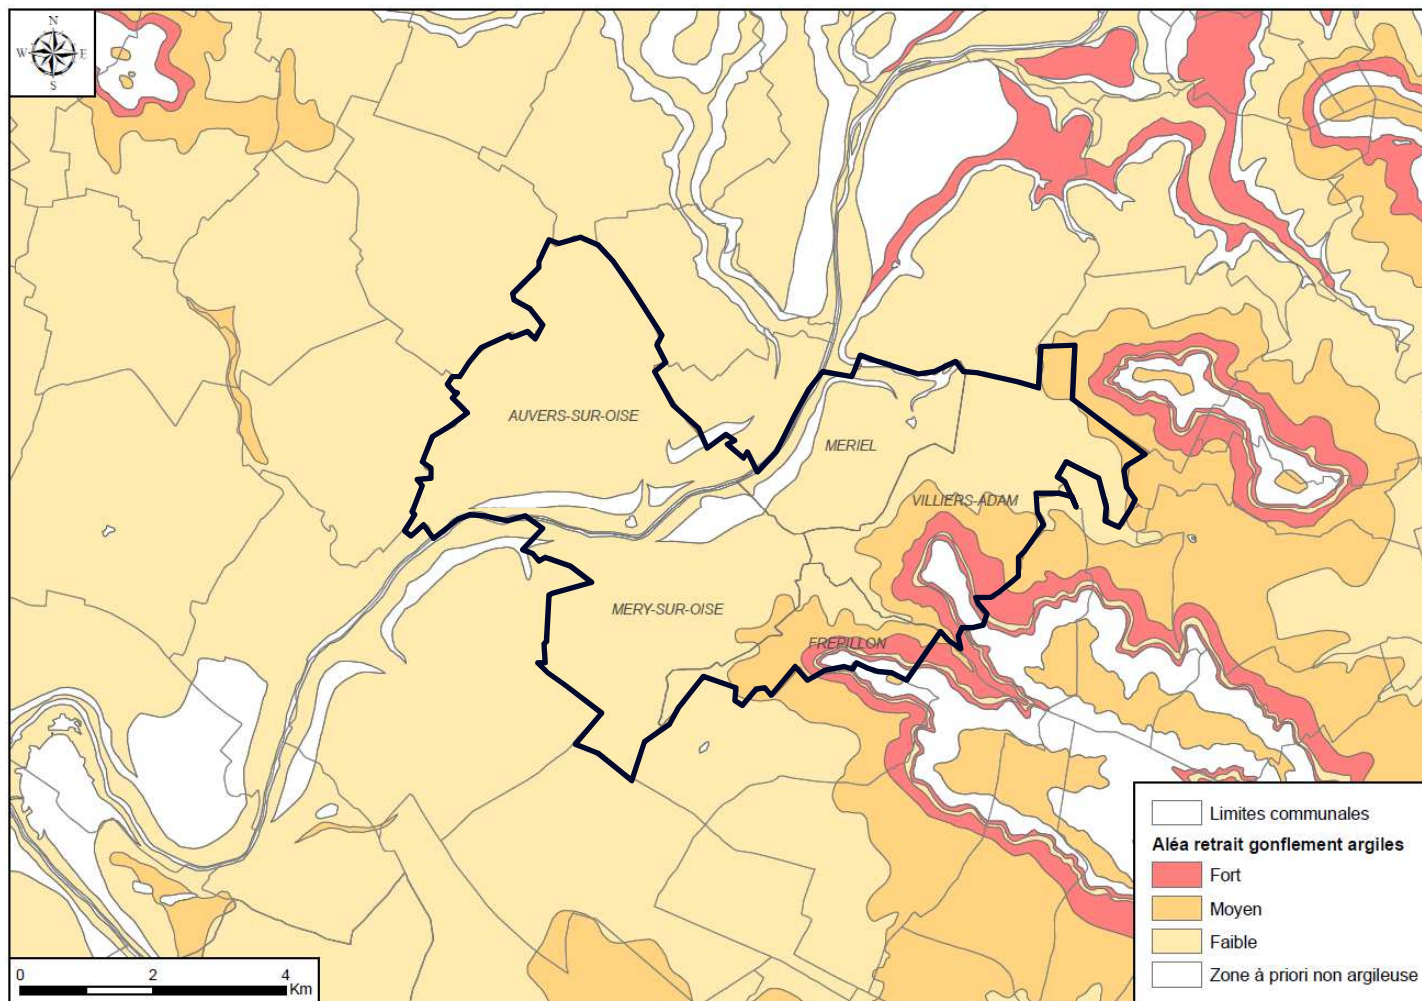 N
W E
S
AUVERS-SUR-OISE
MERIEL
VILLIERS-ADAM
MERY-SUR-OISE
FREPILLON
Limites communales
Aléa retrait gonflement argiles
Fort
Moyen
Faible
Zone à priori non argileuse
0 2 4
Km